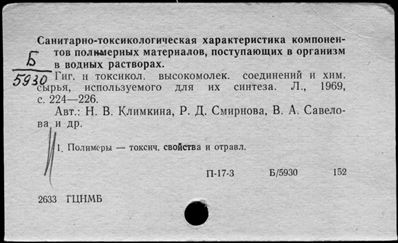 Санитарно-токсикологическая характеристика компонен-
тов полимерных материалов, поступающих в организм
в водных растворах.
Б
5930
Гиг. и токсикол. высокомолек. соединений и хим.
сырья, используемого для их синтеза. Л., 1969,
с. 224—226.
Авт.: Н. В. Климкина, Р. Д. Смирнова, В. А. Савело-
ва и др.
1. Полимеры — токсич. свойства и отравл.
П-17-3 Б/5930 152
2633 ГЦНМБ